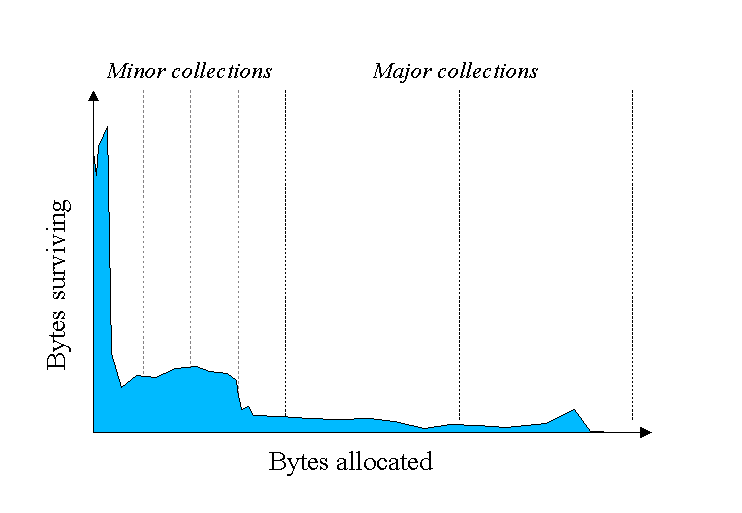 Minor collections
Major collections
Bytes surviving
Bytes allocated